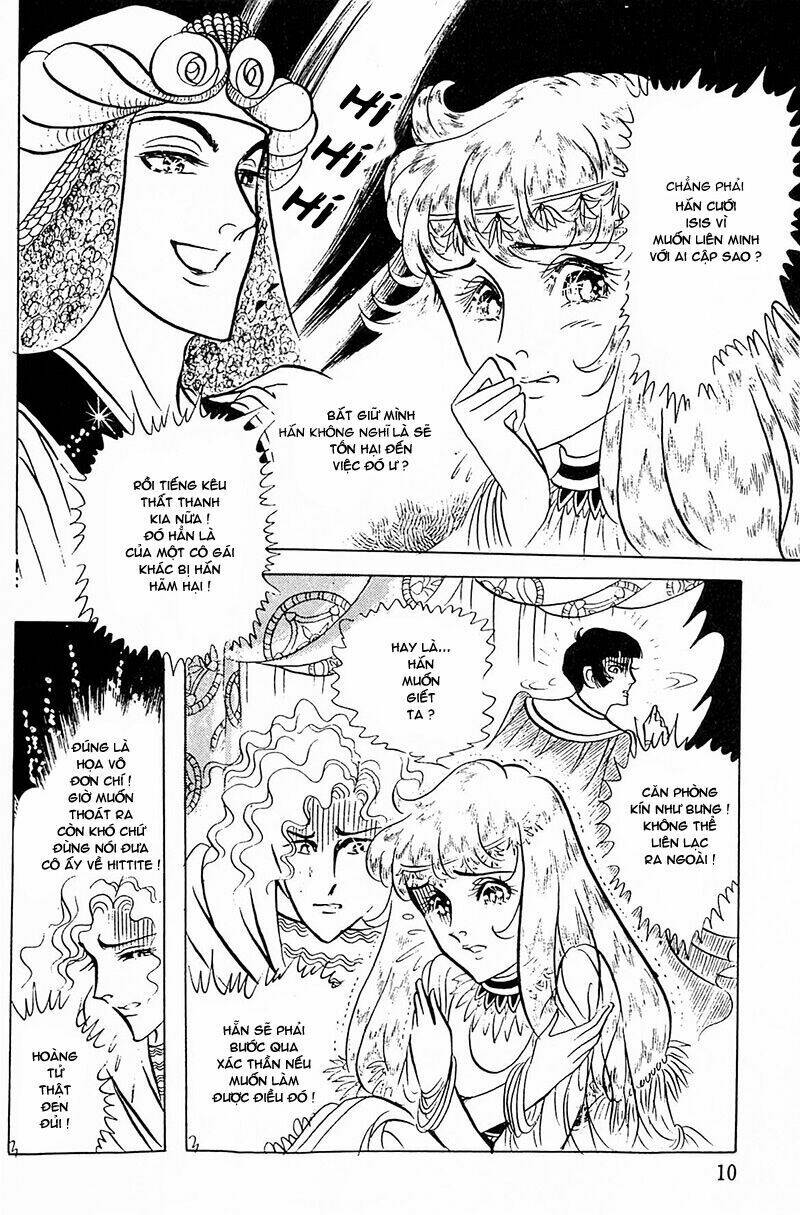 HÍ
HÍ
HÍ
CHẲNG PHẢI
HẮN CƯỚI
ISIS VÌ
MUỐN LIÊN MINH
VỚI AI CẬP SAO ?
BẤT GIỮ MÌNH
HẮN KHÔNG NGHĨ LÀ SẼ
TỔN HẠI ĐẾN
VIỆC ĐÓ Ư ?
RỒI TIẾNG KÊU
THẤT THANH
KIA NỮA !
ĐÓ HẲN LÀ
CỦA MỘT CÔ GÁI
KHÁC BỊ HẮN
HÃM HẠI !
HAY LÀ...
HẮN
MUỐN
GIẾT
TA ?
CĂN PHÒNG
KÍN NHƯ BƯNG !
KHÔNG THỂ
LIÊN LẠC
RA NGOÀI !
HẮN SẼ PHẢI
BƯỚC QUA
XÁC THẦN NẾU
MUỐN LÀM
ĐƯỢC ĐIỀU ĐÓ !
ĐÚNG LÀ
HỌA VÔ
ĐƠN CHÍ !
GIỜ MUỐN
THOÁT RA
CÒN KHÓ CHỨ
ĐỪNG NÓI ĐƯA
CÔ ẤY VỀ HITTITE !
HOÀNG
TỬ
THẬT
ĐEN
ĐỦI !
10